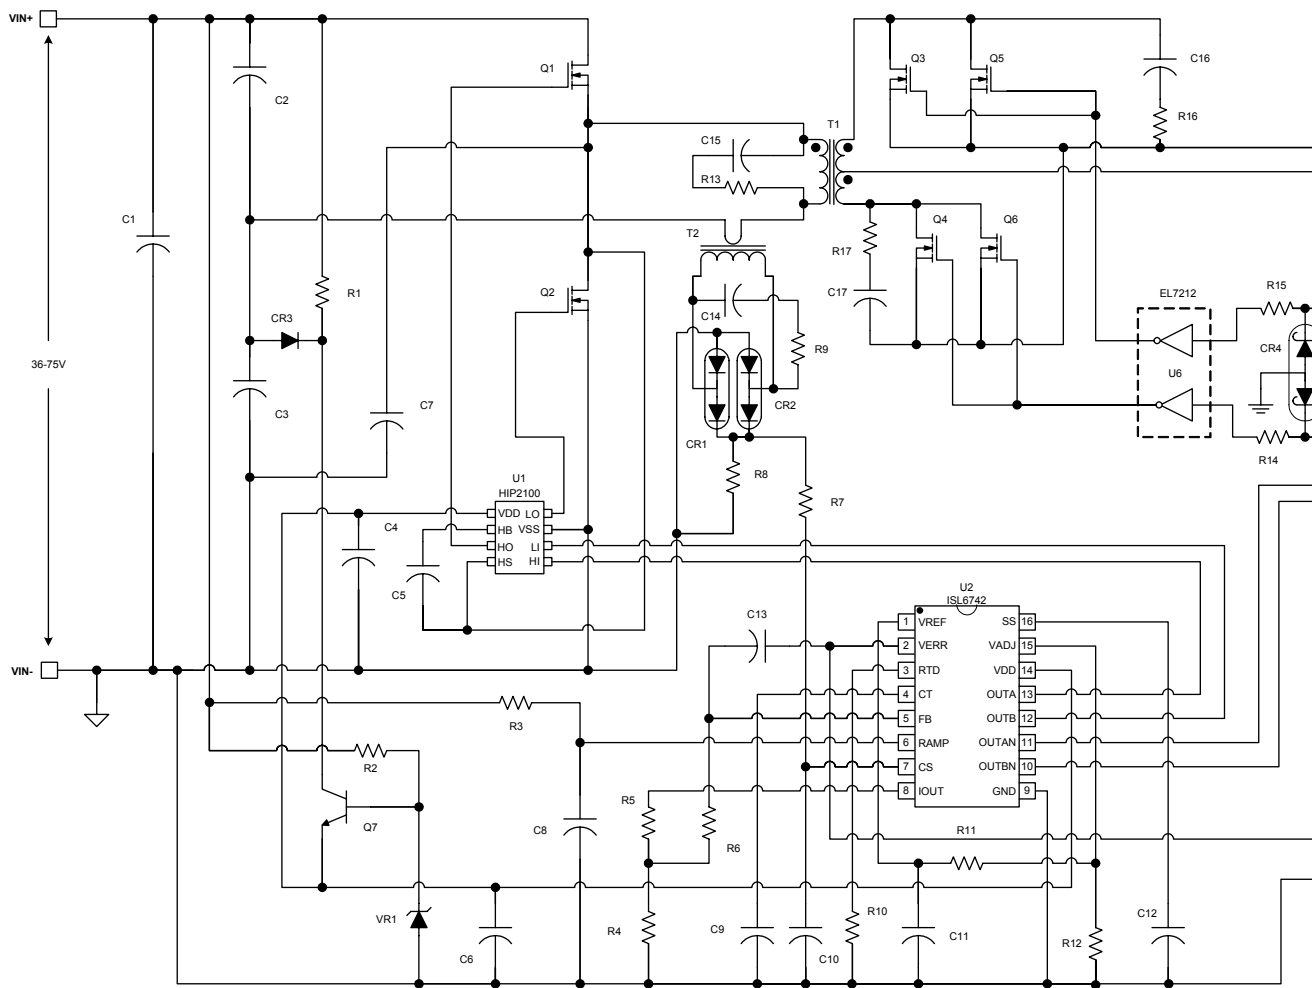 VIN+
Q1
Q3
Q5
C16
C2
T1
R16
C15
R13
C1
Q4
Q6
T2
R17
R1
Q2
C17
EL7212
R15
C14
CR3
R9
CR4
36-75V
U6
C3
C7
CR2
CR1
R14
U1
HIP2100
R8
R7
VDD
LO
C4
HB
VSS
HO
LI
HS
HI
C5
U2
ISL6742
C13
1
VREF
SS
16
2
VERR
VADJ
15
VIN-
3
RTD
VDD
14
4
CT
OUTA
13
R3
5
FB
OUTB
12
6
RAMP
OUTAN
11
R2
7
CS
OUTBN
10
8
IOUT
GND
9
R5
Q7
C8
R11
R6
VR1
R10
C12
R4
C9
C11
R12
C6
C10